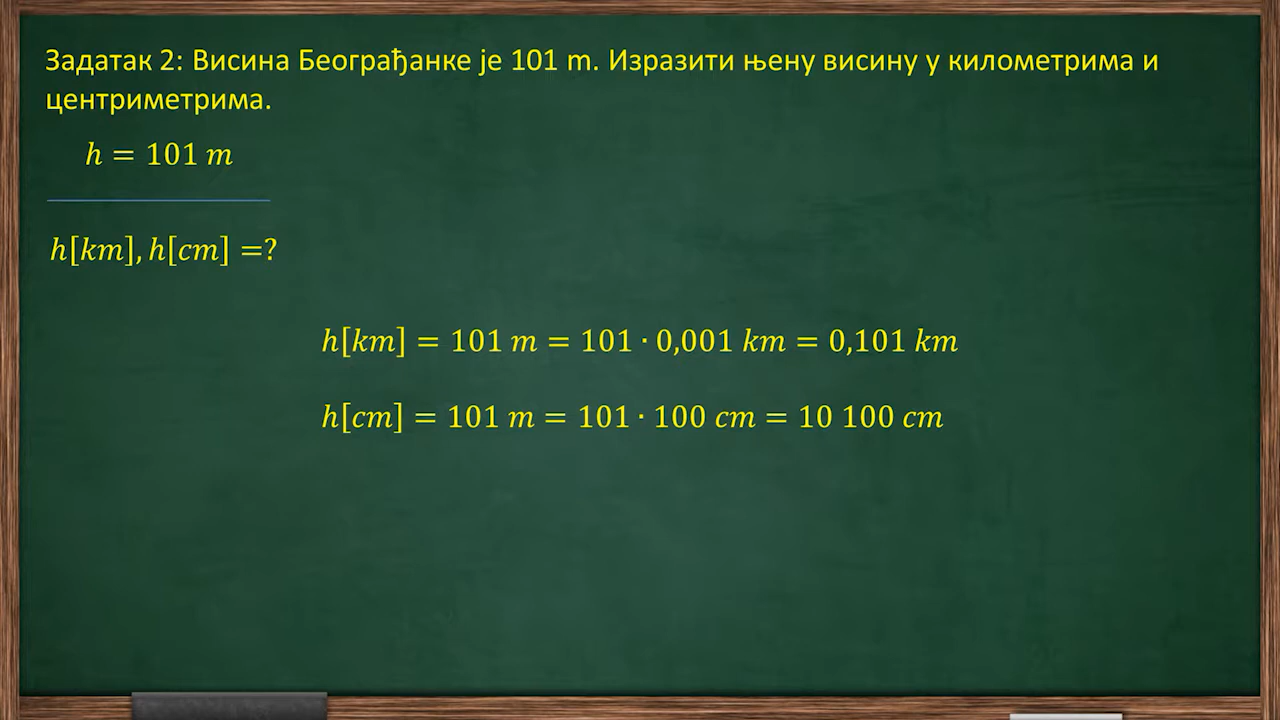 Задатак 2: Висина Београђанке је 101 m. Изразити њену висину у километрима и
центриметрима.
h = 101 m
h[km], h[cm] =?
h[km] = 101 m = 101 · 0,001 km = 0,101 km
h[cm] = 101 m = 101 · 100 cm = 10 100 cm